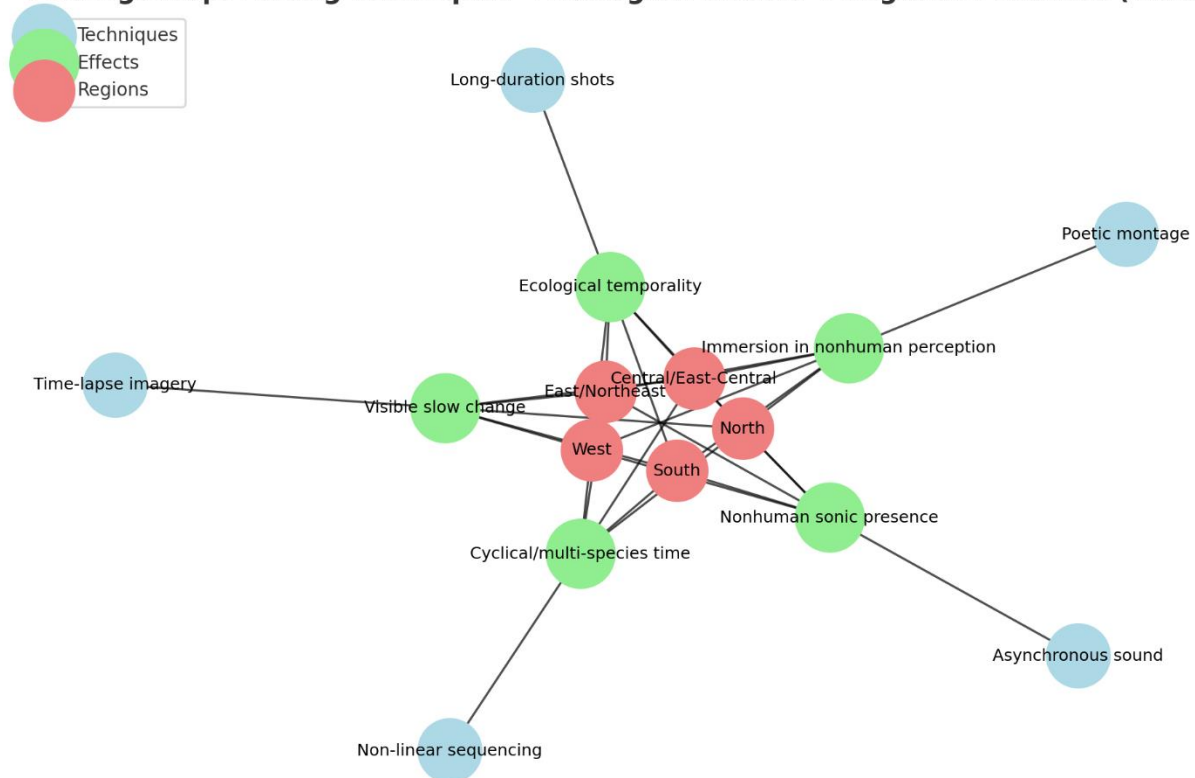 Techniques
Effects
Regions
Long-duration shots
Poetic montage
Ecological temporality
Immersion in nonhuman perception
Central/East-Central
Time-lapse imagery
East/Northeast
Visible slow change
North
West
South
Nonhuman sonic presence
Cyclical/multi-species time
Asynchronous sound
Non-linear sequencing